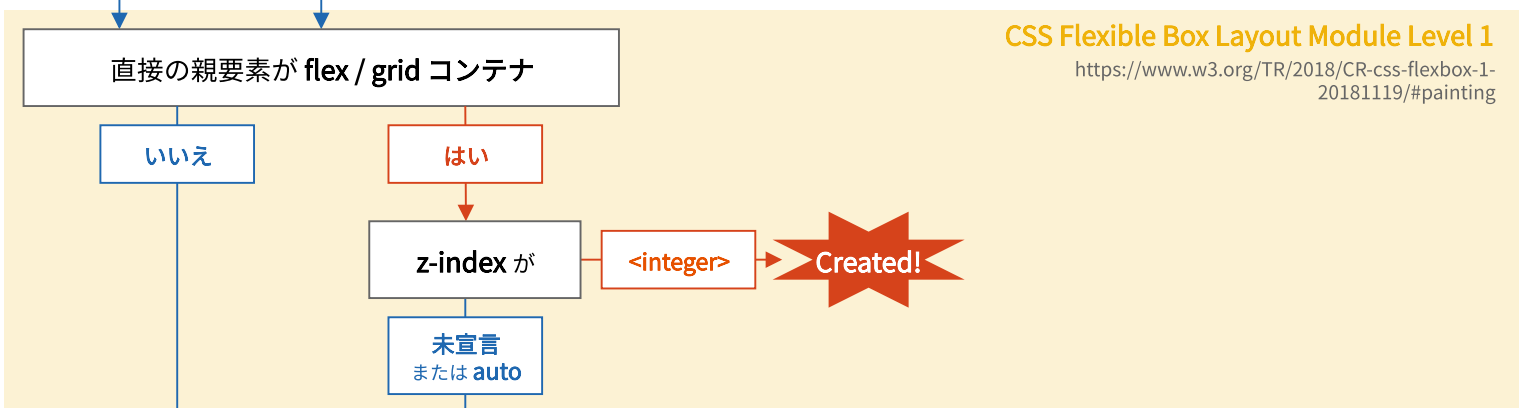 CSS Flexible Box Layout Module Level 1
https://www.w3.org/TR/2018/CR-css-flexbox-1-
20181119/#painting
直接の親要素が flex / grid コンテナ
いいえ
はい
z-index が
<integer>
Created!
未宣言
または auto